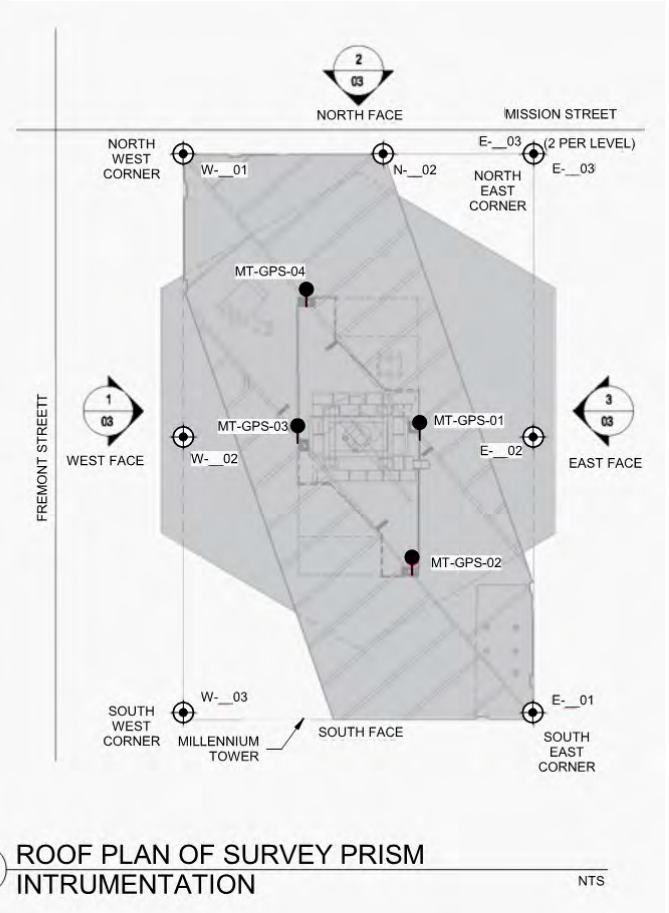 2
03
NORTH FACE
MISSION STREET
NORTH
WEST
CORNER
W-__01
N-__02
E-__03
(2 PER LEVEL)
E-__03
NORTH
EAST
CORNER
MT-GPS-04
1
03
WEST FACE
FREMONT STREETT
MT-GPS-03
W-__02
MT-GPS-01
E-__02
3
03
EAST FACE
MT-GPS-02
W-__03
SOUTH
WEST
CORNER
MILLENNIUM
TOWER
SOUTH FACE
E-__01
SOUTH
EAST
CORNER
ROOF PLAN OF SURVEY PRISM
INTRUMENTATION
NTS